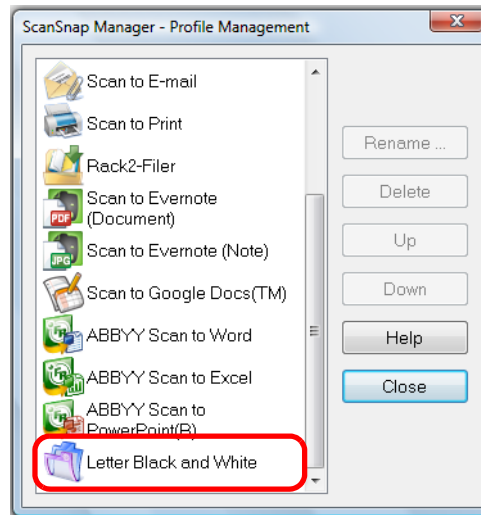 ScanSnap Manager - Profile Management
Scan to E-mail
Scan to Print
Rack2-Filer
Scan to Evernote
(Document)
PDF
Scan to Evernote (Note)
JPG
Scan to Google Docs(TM)
ABBYY Scan to Word
ABBYY Scan to Excel
ABBYY Scan to
PowerPoint(R)
Letter Black and White
Rename ...
Delete
Up
Down
Help
Close